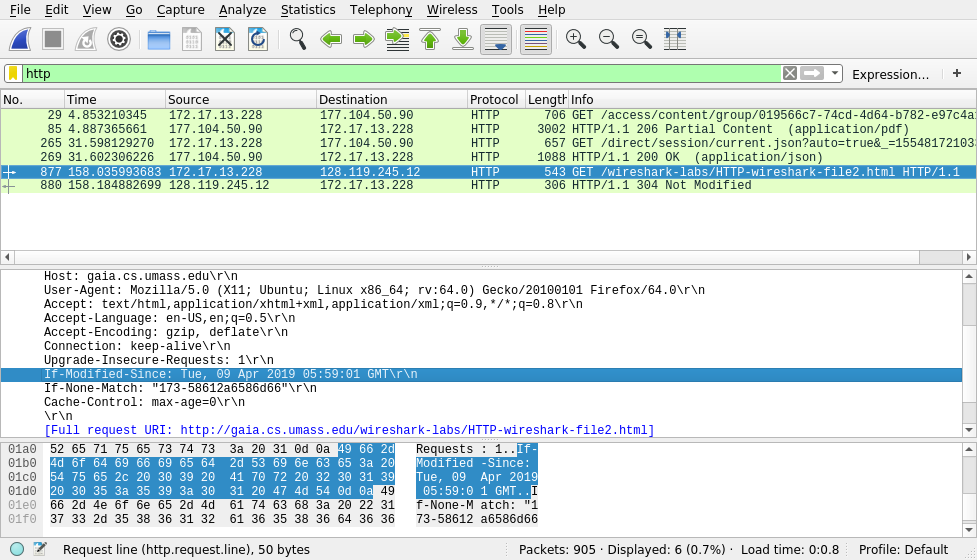 File Edit View Go Capture Analyze Statistics Telephony Wireless Tools Help
http Expression… +
No. Time Source Destination Protocol Length Info
29 4.853210345 172.17.13.228 177.104.50.90 HTTP 706 GET /access/content/group/019566c7-74cd-4d64-b782-e97c4a
85 4.887365661 177.104.50.90 172.17.13.228 HTTP 3002 HTTP/1.1 206 Partial Content (application/pdf)
265 31.598129270 172.17.13.228 177.104.50.90 HTTP 657 GET /direct/session/current.json?auto=true&_=15548172103
269 31.602306226 177.104.50.90 172.17.13.228 HTTP 1088 HTTP/1.1 200 OK (application/json)
877 158.035993683 172.17.13.228 128.119.245.12 HTTP 543 GET /wireshark-labs/HTTP-wireshark-file2.html HTTP/1.1
880 158.184882699 128.119.245.12 172.17.13.228 HTTP 306 HTTP/1.1 304 Not Modified
Host: gaia.cs.umass.edu\r\n
User-Agent: Mozilla/5.0 (X11; Ubuntu; Linux x86_64; rv:64.0) Gecko/20100101 Firefox/64.0\r\n
Accept: text/html,application/xhtml+xml,application/xml;q=0.9,*/*;q=0.8\r\n
Accept-Language: en-US,en;q=0.5\r\n
Accept-Encoding: gzip, deflate\r\n
Connection: keep-alive\r\n
Upgrade-Insecure-Requests: 1\r\n
If-Modified-Since: Tue, 09 Apr 2019 05:59:01 GMT\r\n
If-None-Match: "173-58612a6586d66"\r\n
Cache-Control: max-age=0\r\n
\r\n
[Full request URI: http://gaia.cs.umass.edu/wireshark-labs/HTTP-wireshark-file2.html]
01a0 52 65 71 75 65 73 74 73 3a 20 31 0d 0a 49 66 2d Requests : 1..If-
01b0 4d 6f 64 69 66 69 65 64 2d 53 69 6e 63 65 3a 20 Modified -Since:
01c0 54 75 65 2c 20 30 39 20 41 70 72 20 32 30 31 39 Tue, 09 Apr 2019
01d0 20 30 35 3a 35 39 3a 30 31 20 47 4d 54 0d 0a 49 05:59:0 1 GMT..I
01e0 66 2d 4e 6f 6e 65 2d 4d 61 74 63 68 3a 20 22 31 f-None-M atch: "1
01f0 37 33 2d 35 38 36 31 32 61 36 35 38 36 64 36 36 73-58612 a6586d66
Request line (http.request.line), 50 bytes Packets: 905 · Displayed: 6 (0.7%) · Load time: 0:0.8 Profile: Default